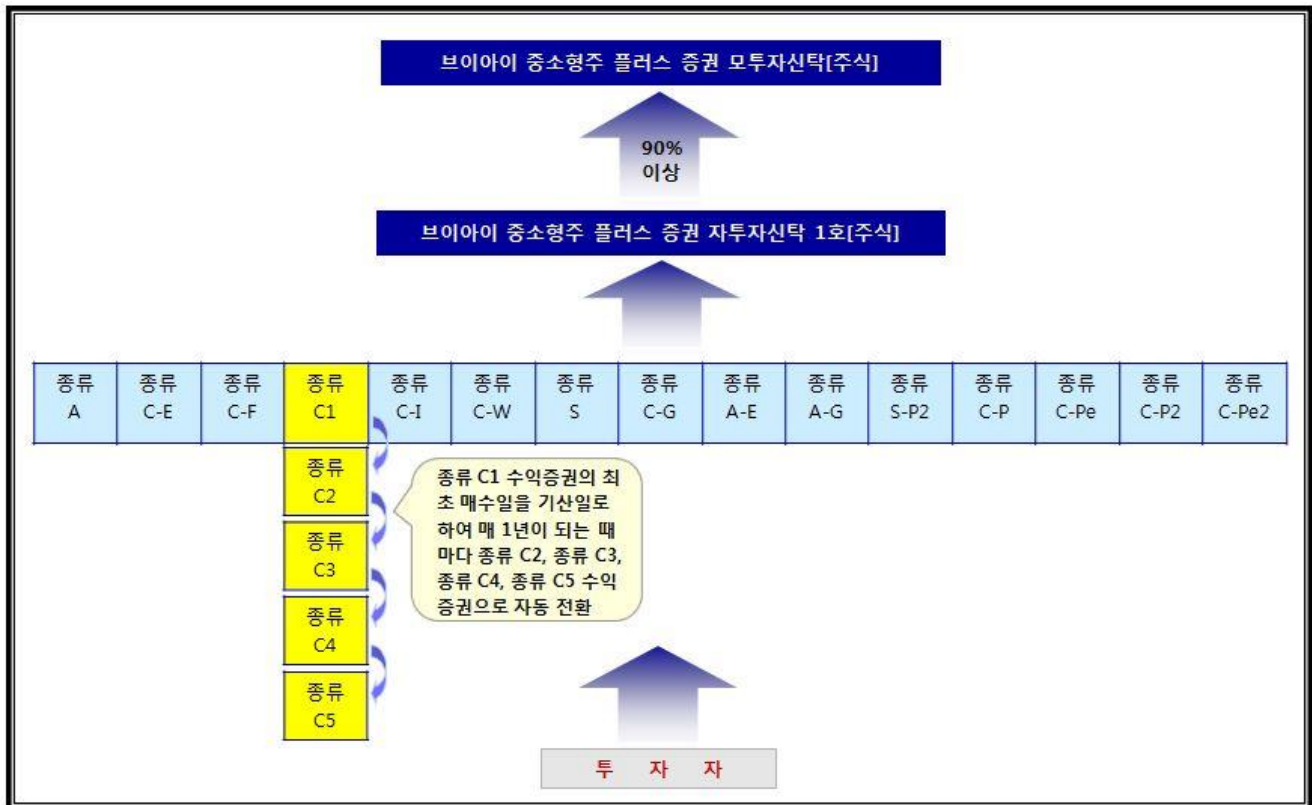 브이아이 중소형주 플러스 증권 모투자신탁[주식]
90%
이상
브이아이 중소형주 플러스 증권 자투자신탁 1호[주식]
종류
A
종류
C-E
종류
C-F
종류
C1
종류
C-I
종류
C-W
종류
S
종류
C-G
종류
A-E
종류
A-G
종류
S-P2
종류
C-P
종류
C-Pe
종류
C-P2
종류
C-Pe2
종류
C2
종류
C3
종류
C4
종류
C5
종류 C1 수익증권의 최
초 매수일을 기산일로
하여 매 1년이 되는 때
마다 종류 C2, 종류 C3,
종류 C4, 종류 C5 수익
증권으로 자동 전환
투 자 자